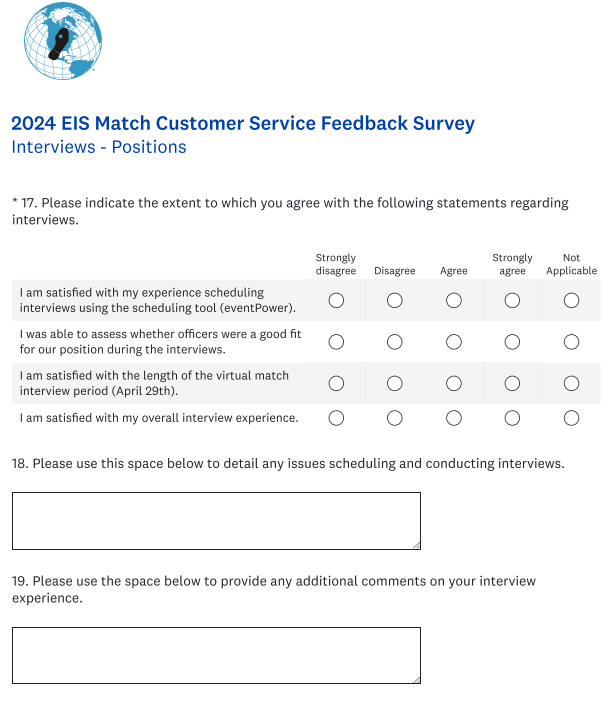 2024 EIS Match Customer Service Feedback Survey
Interviews - Positions
* 17. Please indicate the extent to which you agree with the following statements regarding
interviews.
Strongly disagree Disagree Agree Strongly agree Not Applicable
I am satisfied with my experience scheduling
interviews using the scheduling tool (eventPower).
I was able to assess whether officers were a good fit
for our position during the interviews.
I am satisfied with the length of the virtual match
interview period (April 29th).
I am satisfied with my overall interview experience.
18. Please use this space below to detail any issues scheduling and conducting interviews.
19. Please use the space below to provide any additional comments on your interview
experience.